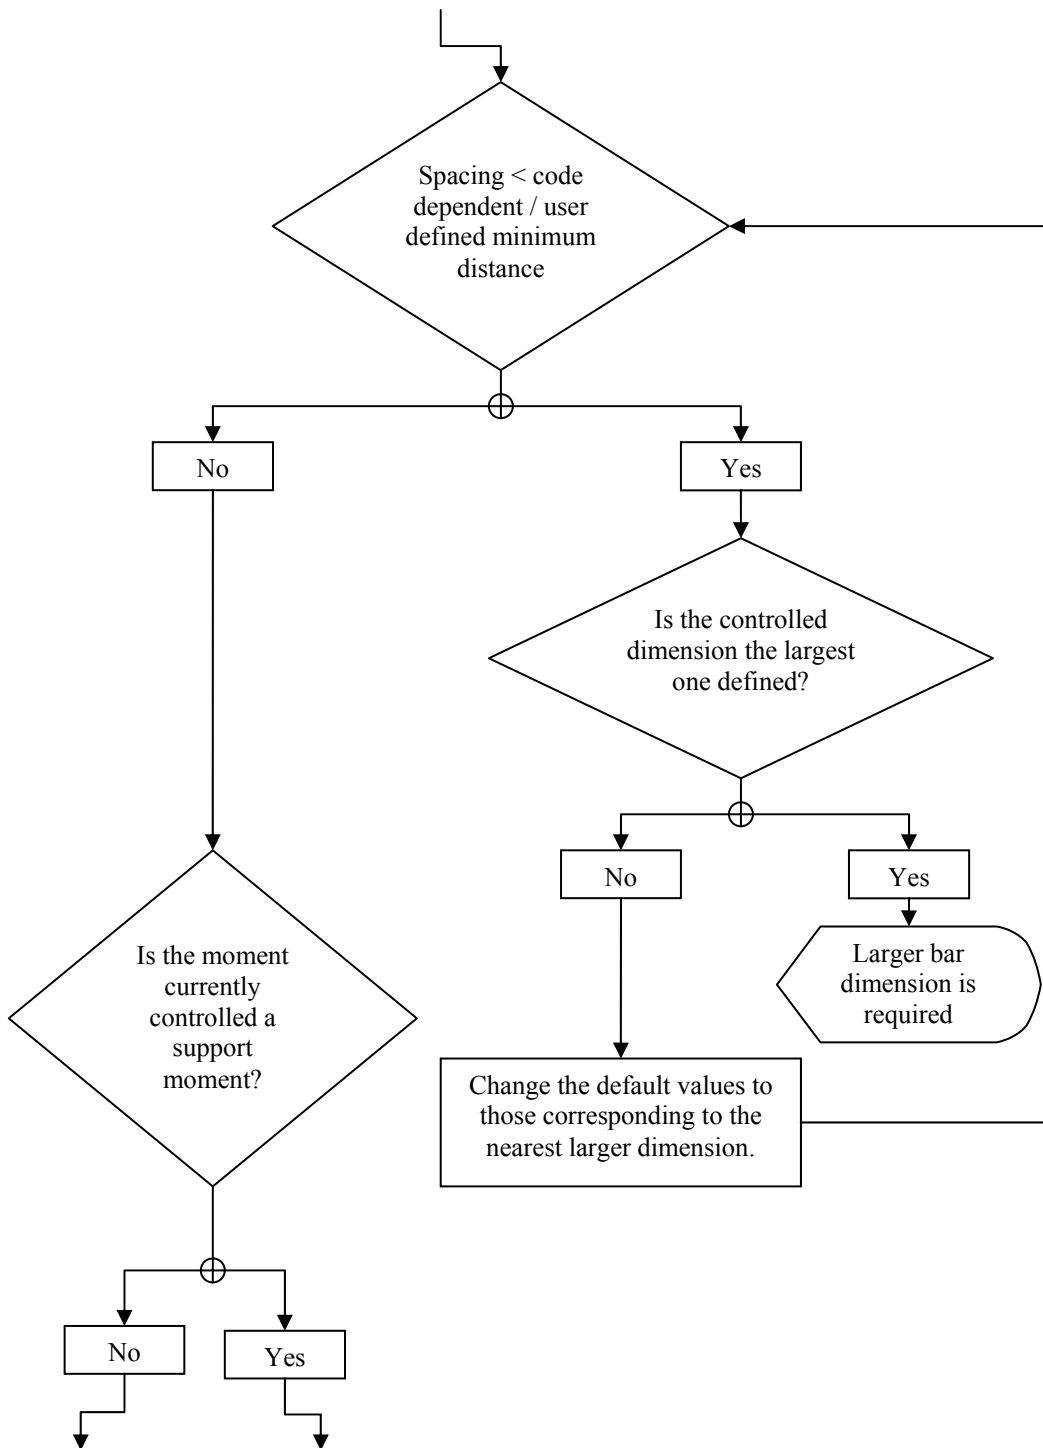 Spacing < code
dependent / user
defined minimum
distance
No
Yes
Is the controlled
dimension the largest
one defined?
No
Yes
Larger bar
dimension is
required
Is the moment
currently
controlled a
support
moment?
Change the default values to
those corresponding to the
nearest larger dimension.
No
Yes